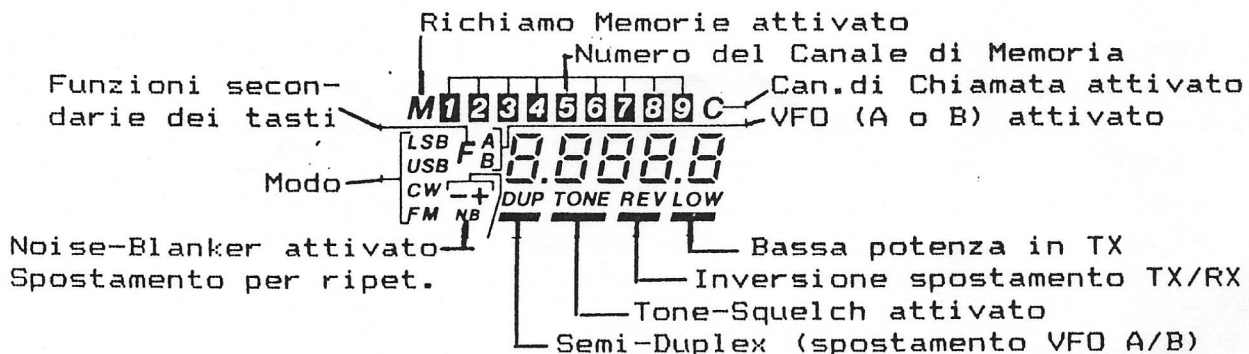 Richiamo Memorie attivato
Numero del Canale di Memoria
Funzioni secon-
darie dei tasti
Can.di Chiamata attivato
VFO (A o B) attivato
M 1 2 3 4 5 6 7 8 9 C
LSB F A
USB B
8.888.8
Modo
CW - +
FM NB
DUP TONE REV LOW
Noise-Blanker attivato
Spostamento per ripet.
Bassa potenza in TX
Inversione spostamento TX/RX
Tone-Squelch attivato
Semi-Duplex (spostamento VFO A/B)